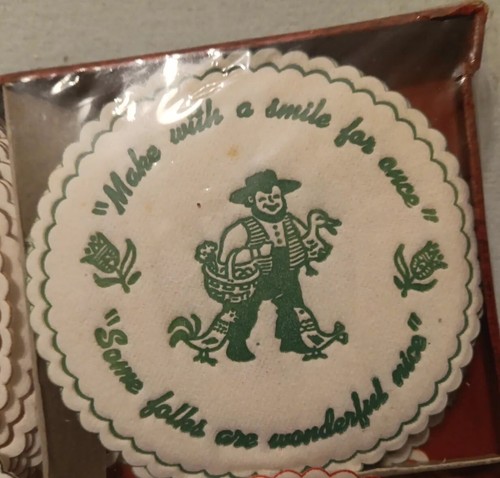 "Make with a smile for once"
"Some folks are wonderful nice"